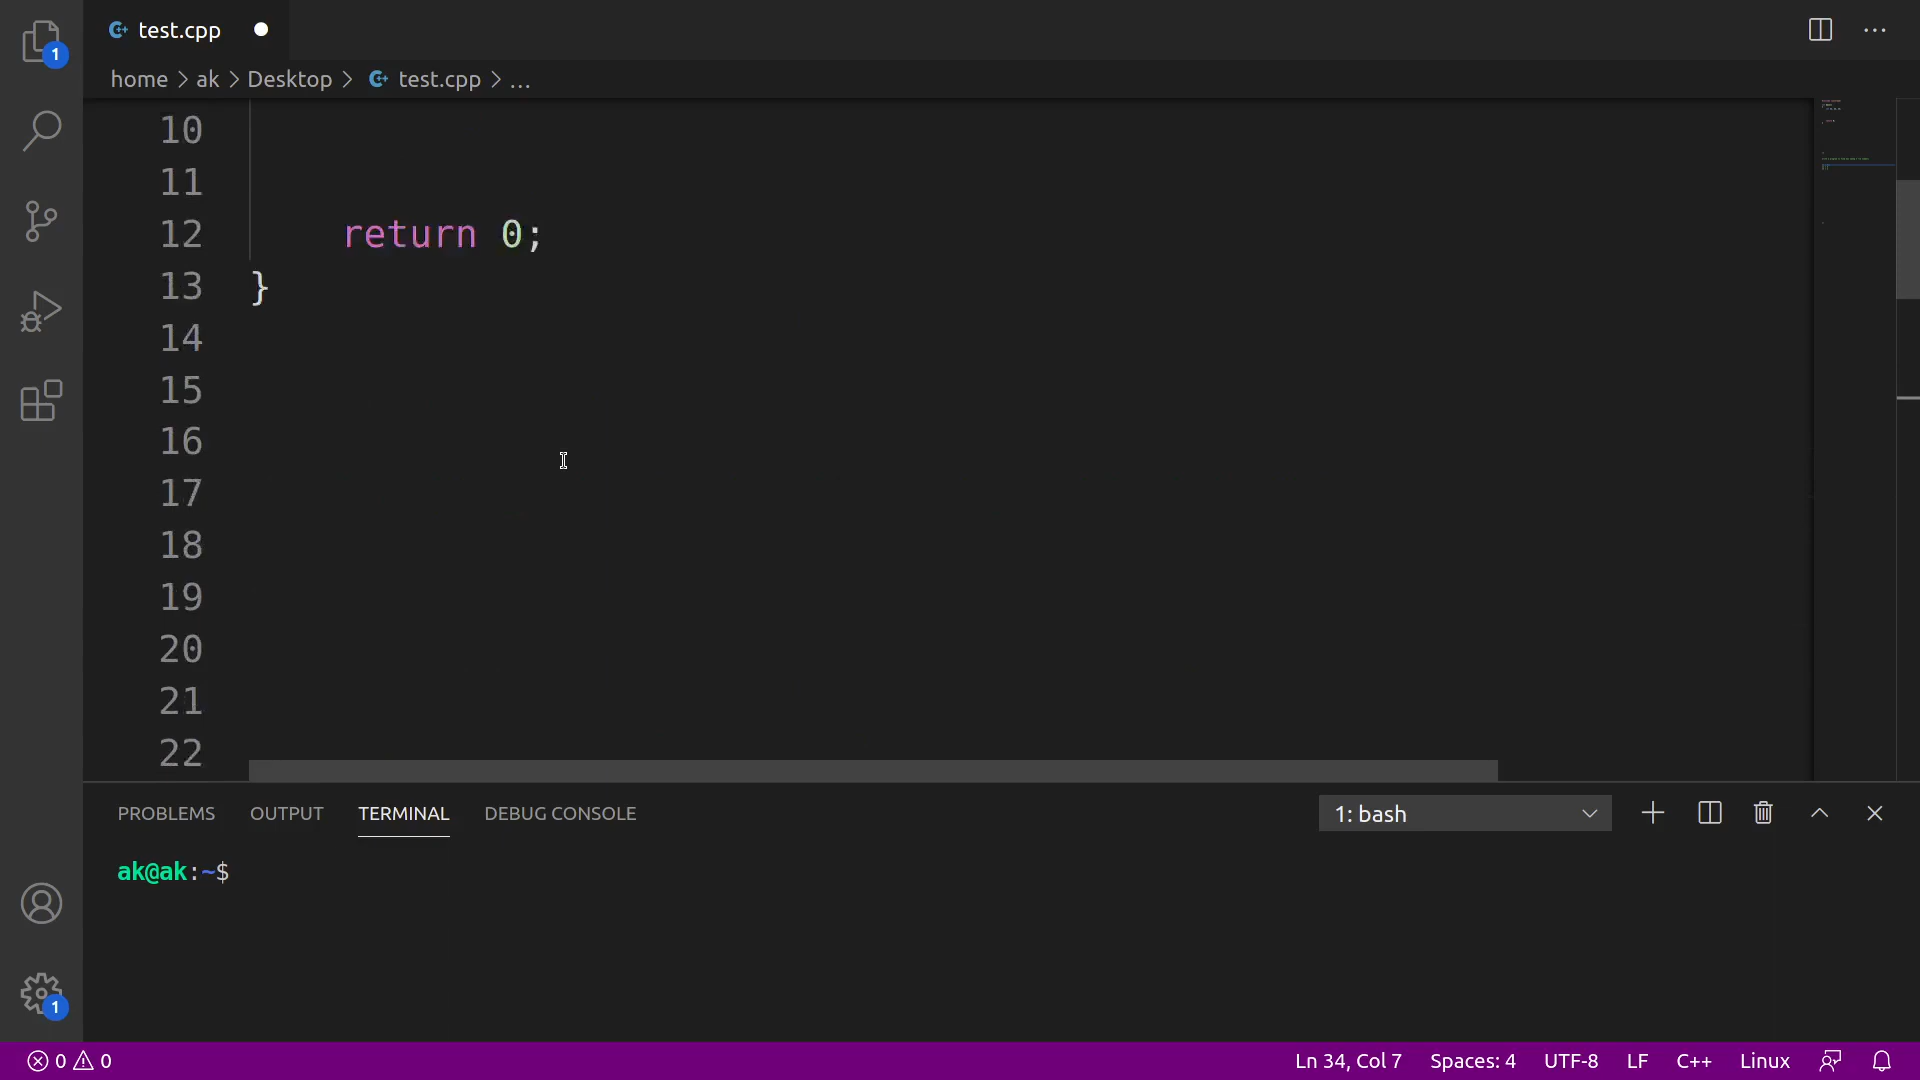 1
test.cpp
home > ak > Desktop > test.cpp > ...
10
11
12 return 0;
13 }
14
15
16
17
18
19
20
21
22
PROBLEMS OUTPUT TERMINAL DEBUG CONSOLE 1: bash
ak@ak:~$
1
0 0 Ln 34, Col 7 Spaces: 4 UTF-8 LF C++ Linux